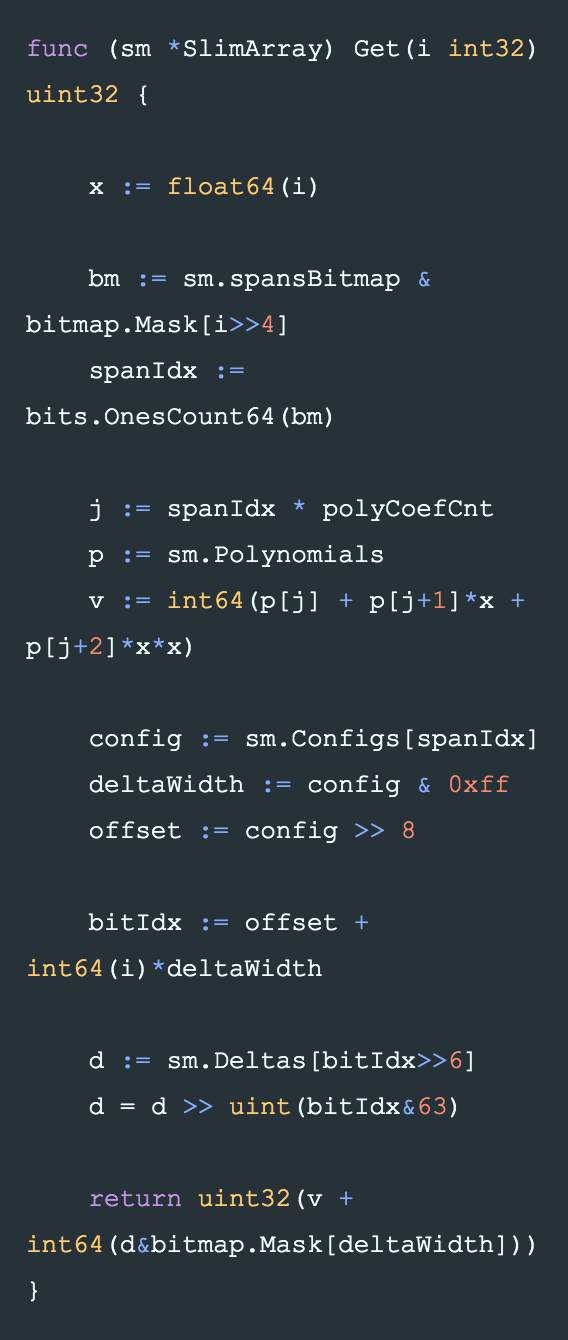 func (sm *SlimArray) Get(i int32)
uint32 {
    x := float64(i)
    bm := sm.spansBitmap &
bitmap.Mask[i>>4]
    spanIdx :=
bits.OnesCount64(bm)
    j := spanIdx * polyCoefCnt
    p := sm.Polynomials
    v := int64(p[j] + p[j+1]*x +
p[j+2]*x*x)
    config := sm.Configs[spanIdx]
    deltaWidth := config & 0xff
    offset := config >> 8
    bitIdx := offset +
int64(i)*deltaWidth
    d := sm.Deltas[bitIdx>>6]
    d = d >> uint(bitIdx&63)
    return uint32(v +
int64(d&bitmap.Mask[deltaWidth]))
}